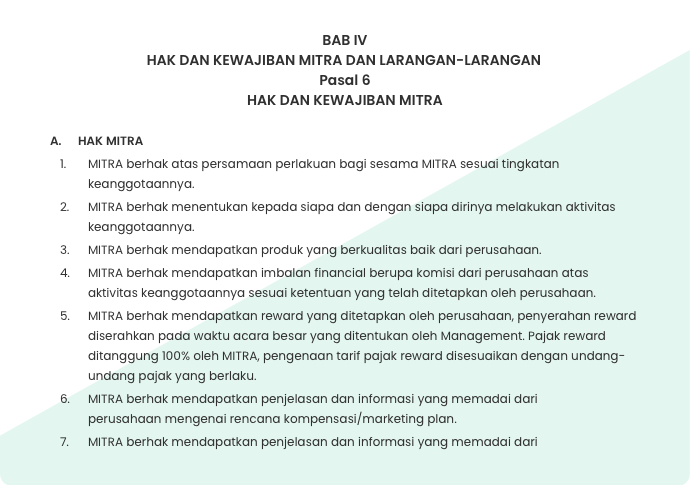 BAB IV
HAK DAN KEWAJIBAN MITRA DAN LARANGAN-LARANGAN
Pasal 6
HAK DAN KEWAJIBAN MITRA
A. HAK MITRA
1. MITRA berhak atas persamaan perlakuan bagi sesama MITRA sesuai tingkatan
keanggotaannya.
2. MITRA berhak menentukan kepada siapa dan dengan siapa dirinya melakukan aktivitas
keanggotaannya.
3. MITRA berhak mendapatkan produk yang berkualitas baik dari perusahaan.
4. MITRA berhak mendapatkan imbalan financial berupa komisi dari perusahaan atas
aktivitas keanggotaannya sesuai ketentuan yang telah ditetapkan oleh perusahaan.
5. MITRA berhak mendapatkan reward yang ditetapkan oleh perusahaan, penyerahan reward
diserahkan pada waktu acara besar yang ditentukan oleh Management. Pajak reward
ditanggung 100% oleh MITRA, pengenaan tarif pajak reward disesuaikan dengan undang-
undang pajak yang berlaku.
6. MITRA berhak mendapatkan penjelasan dan informasi yang memadai dari
perusahaan mengenai rencana kompensasi/marketing plan.
7. MITRA berhak mendapatkan penjelasan dan informasi yang memadai dari